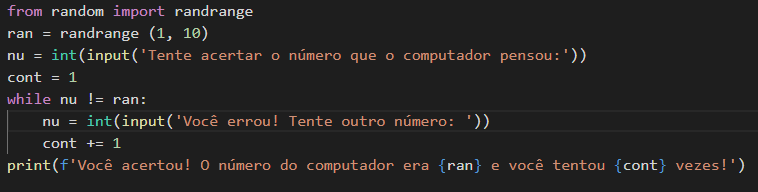 from random import randrange
ran = randrange (1, 10)
nu = int(input('Tente acertar o número que o computador pensou:'))
cont = 1
while nu != ran:
    nu = int(input('Você errou! Tente outro número: '))
    cont += 1
print(f'Você acertou! O número do computador era {ran} e você tentou {cont} vezes!')